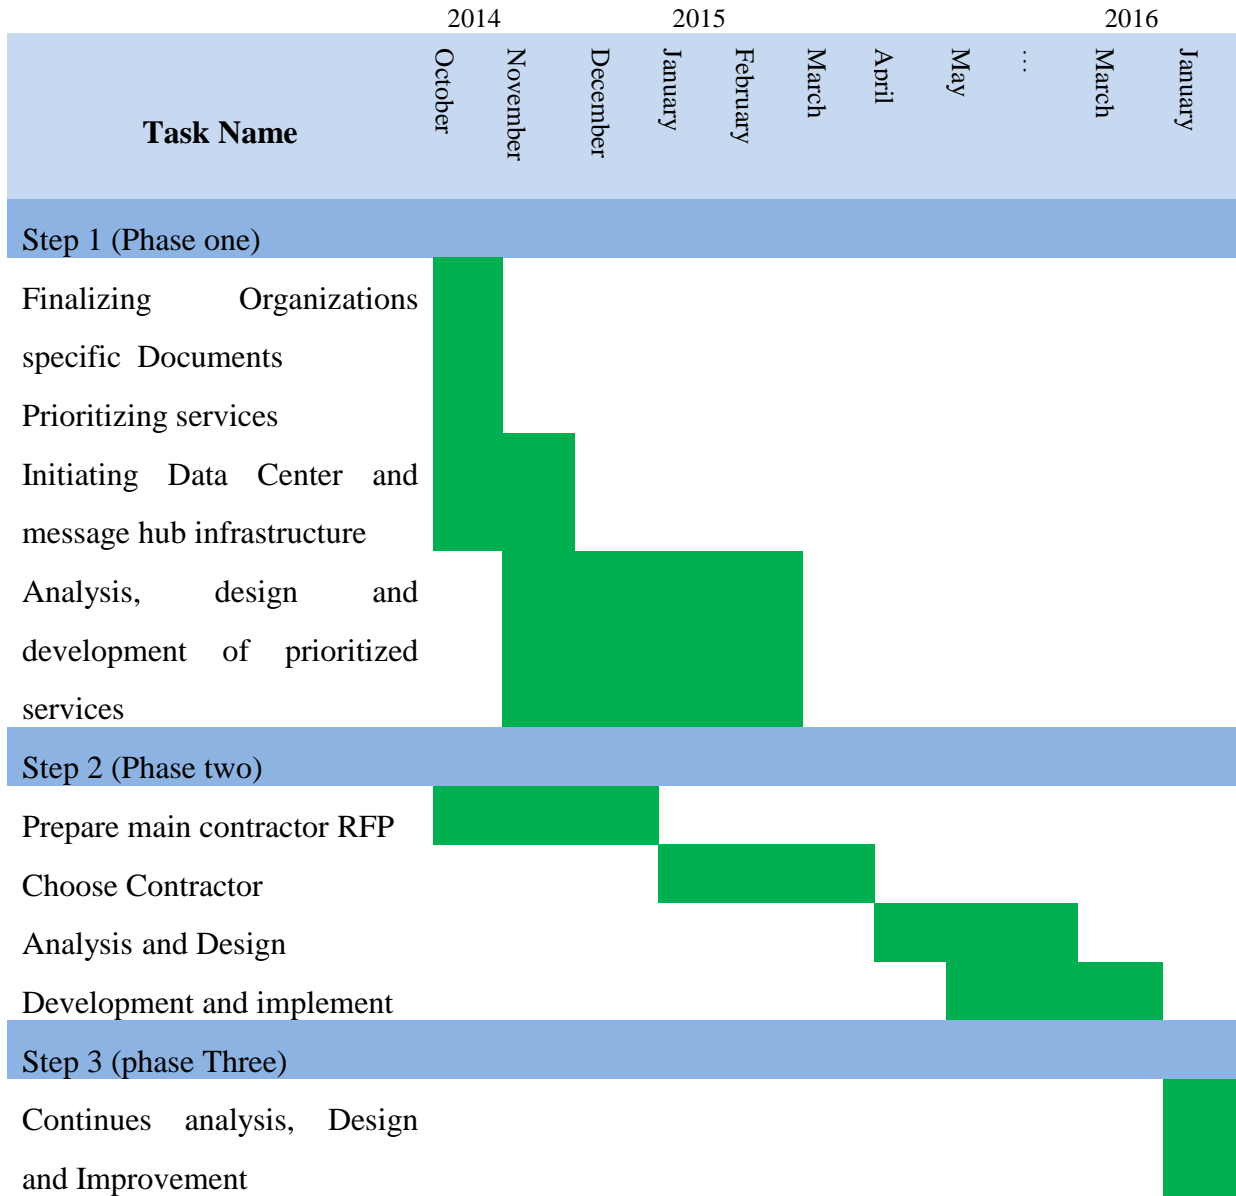 2014 2015 2016
Task Name
October
November
December
January
February
March
April
May
...
March
January
Step 1 (Phase one)
Finalizing Organizations
specific Documents
Prioritizing services
Initiating Data Center and
message hub infrastructure
Analysis, design and
development of prioritized
services
Step 2 (Phase two)
Prepare main contractor RFP
Choose Contractor
Analysis and Design
Development and implement
Step 3 (phase Three)
Continues analysis, Design
and Improvement